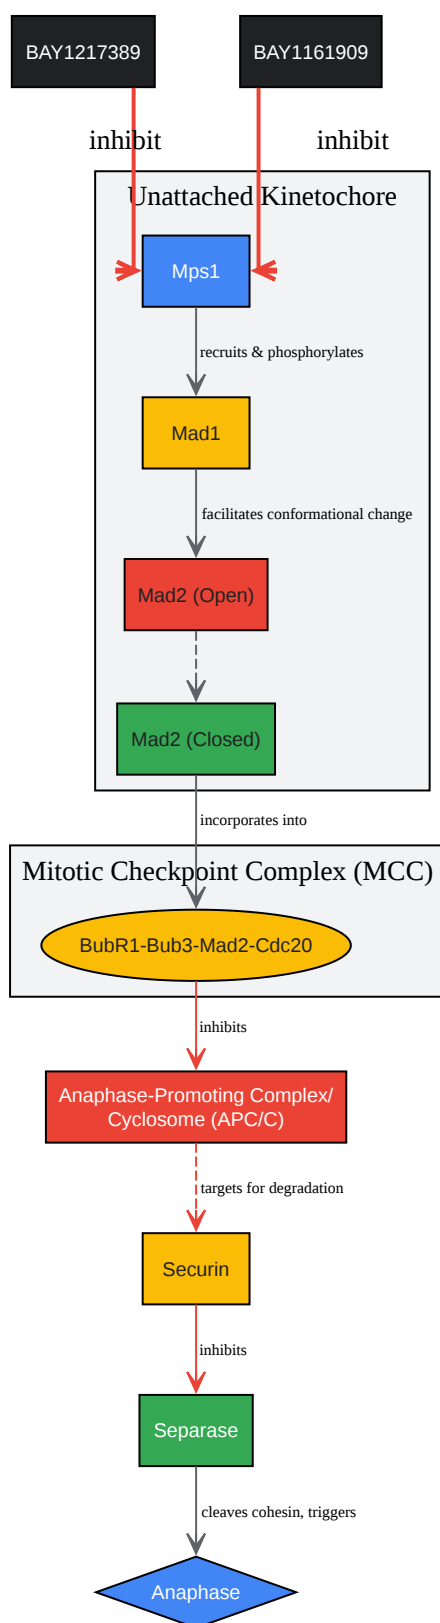 BAY1217389
BAY1161909
inhibit
inhibit
Unattached Kinetochore
Mps1
recruits & phosphorylates
Mad1
facilitates conformational change
Mad2 (Open)
Mad2 (Closed)
incorporates into
Mitotic Checkpoint Complex (MCC)
BubR1-Bub3-Mad2-Cdc20
inhibits
Anaphase-Promoting Complex/
Cyclosome (APC/C)
targets for degradation
Securin
inhibits
Separase
cleaves cohesin, triggers
Anaphase